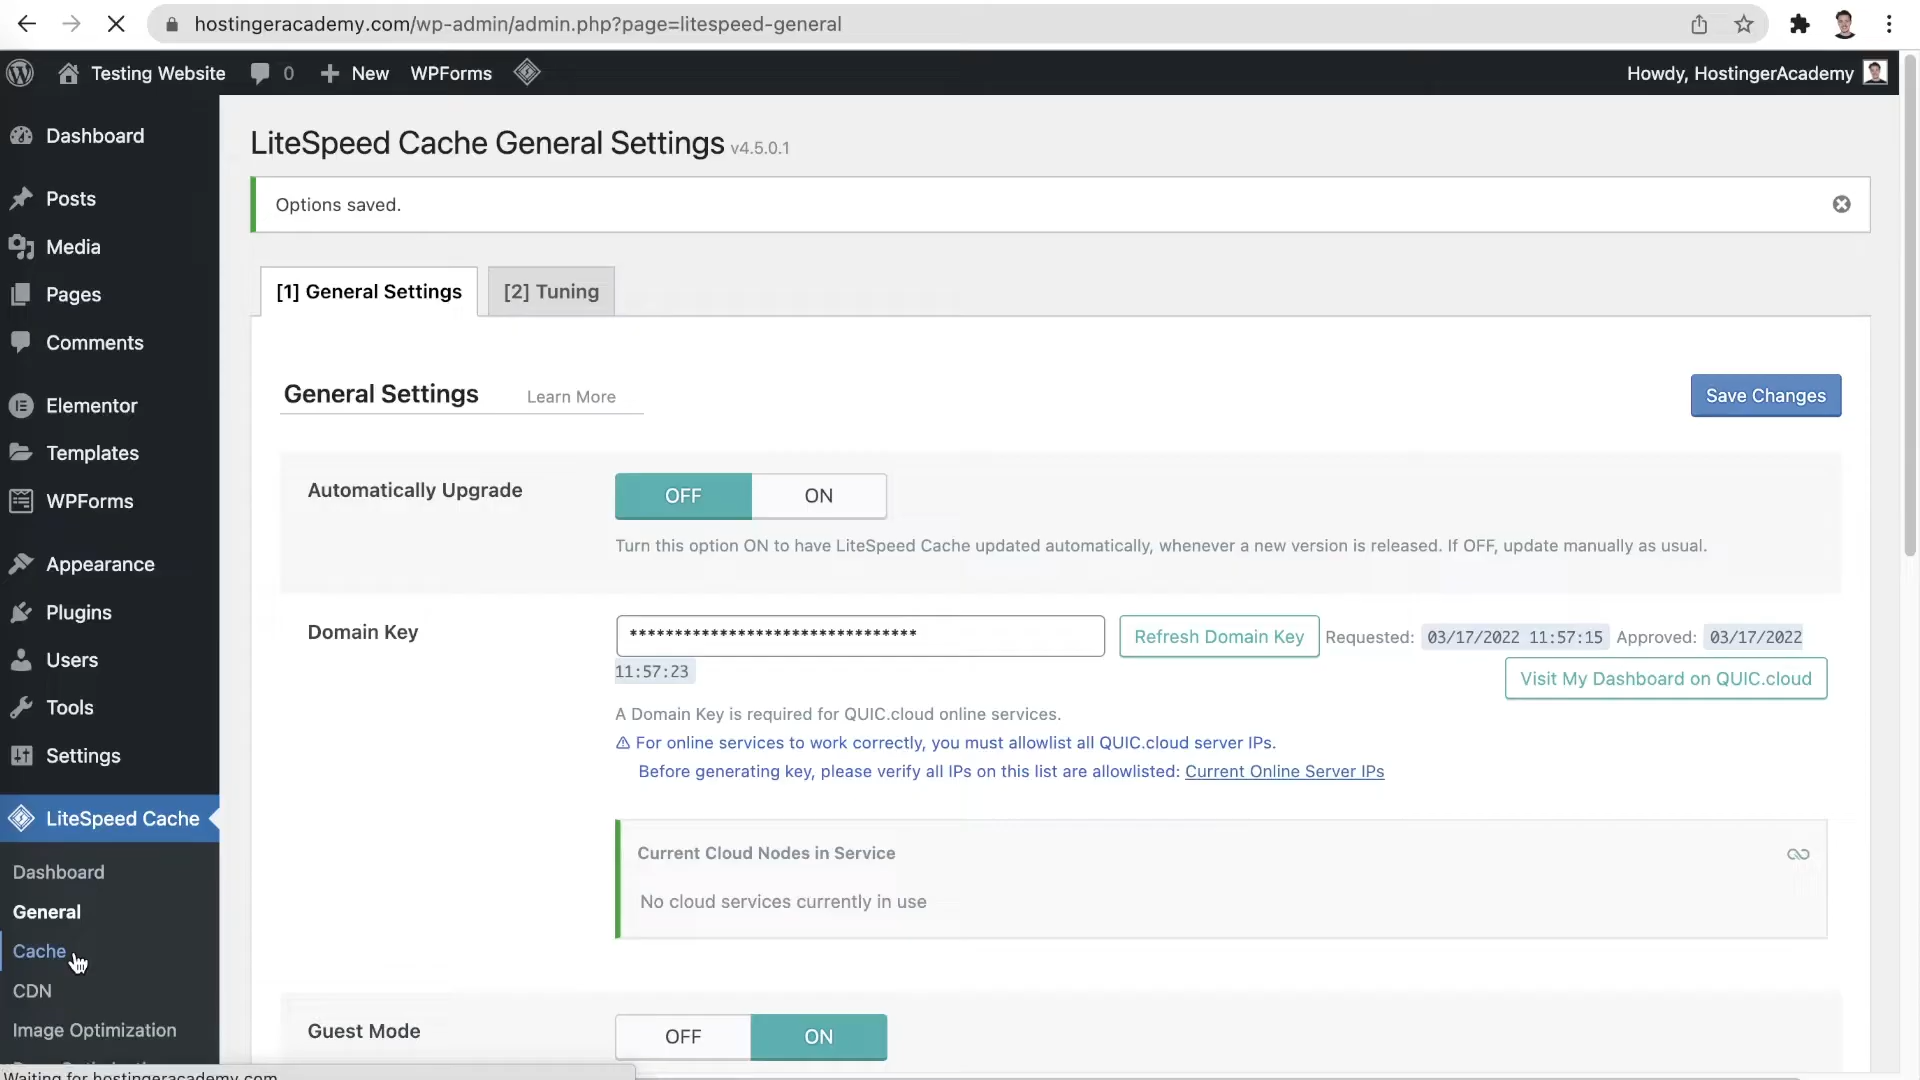 hostingeracademy.com/wp-admin/admin.php?page=litespeed-general
Testing Website 0 New WPForms Howdy, HostingerAcademy
Dashboard
Posts
Media
Pages
Comments
Elementor
Templates
WPForms
Appearance
Plugins
Users
Tools
Settings
LiteSpeed Cache
Dashboard
General
Cache
CDN
Image Optimization
LiteSpeed Cache General Settings v4.5.0.1
Options saved.
[1] General Settings [2] Tuning
General Settings Learn More Save Changes
Automatically Upgrade OFF ON
Turn this option ON to have LiteSpeed Cache updated automatically, whenever a new version is released. If OFF, update manually as usual.
Domain Key ******************************** Refresh Domain Key Requested: 03/17/2022 11:57:15 Approved: 03/17/2022
11:57:23
Visit My Dashboard on QUIC.cloud
A Domain Key is required for QUIC.cloud online services.
⚠ For online services to work correctly, you must allowlist all QUIC.cloud server IPs.
Before generating key, please verify all IPs on this list are allowlisted: Current Online Server IPs
Current Cloud Nodes in Service
No cloud services currently in use
Guest Mode OFF ON
Waiting for hostingeracademy.com